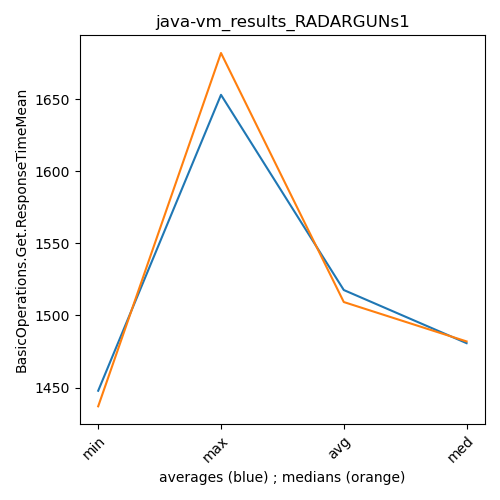 java-vm_results_RADARGUNs1
BasicOperations.Get.ResponseTimeMean
1650
1600
1550
1500
1450
min
max
avg
med
averages (blue) ; medians (orange)